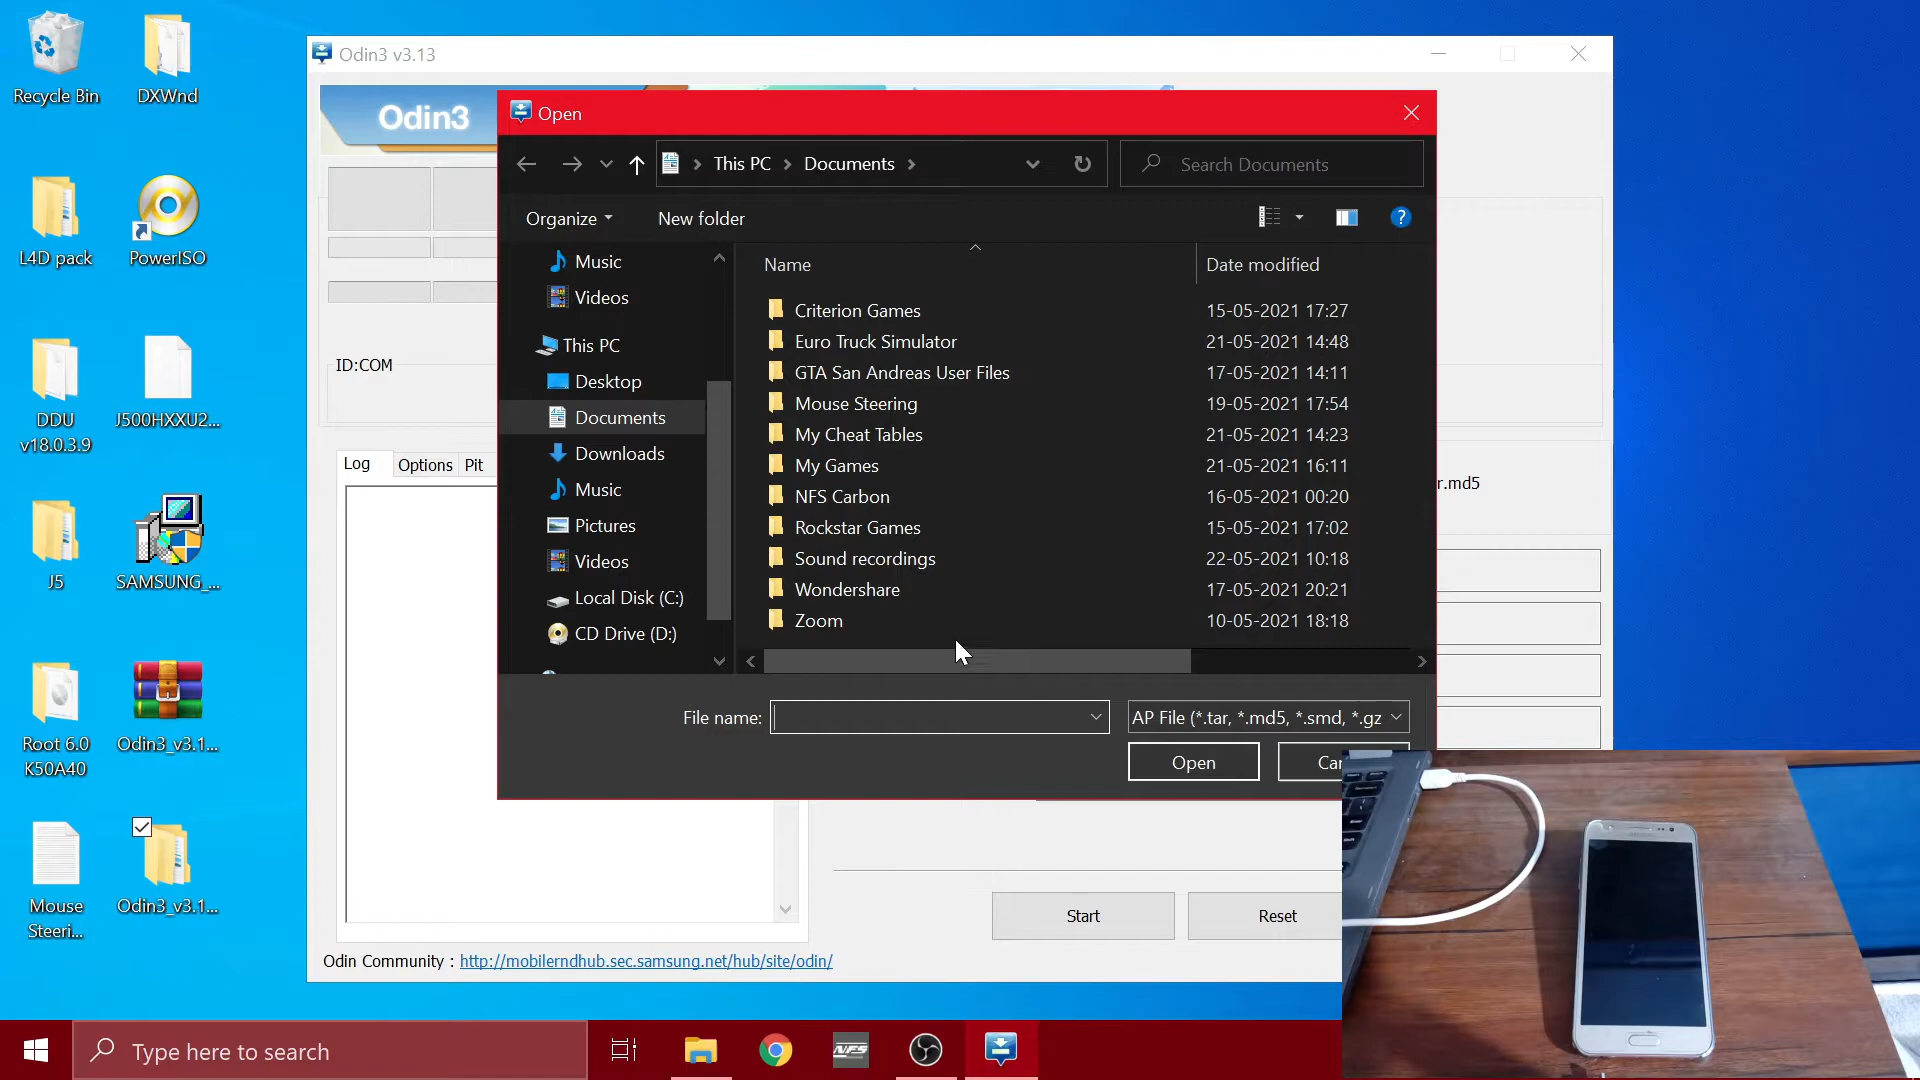 Recycle Bin
DXWnd
L4D pack
PowerISO
DDU
v18.0.3.9
J500HXXU2...
J5
SAMSUNG_...
Root 6.0
K50A40
Odin3_v3.1...
Mouse
Steeri...
Odin3_v3.1...
Odin3 v3.13
Odin3
ID:COM
Log
Options
Pit
r.md5
Start
Reset
Odin Community : http://mobilerndhub.sec.samsung.net/hub/site/odin/
Open
This PC
Documents
Search Documents
Organize
New folder
Music
Videos
This PC
Desktop
Documents
Downloads
Music
Pictures
Videos
Local Disk (C:)
CD Drive (D:)
Name Date modified
Criterion Games 15-05-2021 17:27
Euro Truck Simulator 21-05-2021 14:48
GTA San Andreas User Files 17-05-2021 14:11
Mouse Steering 19-05-2021 17:54
My Cheat Tables 21-05-2021 14:23
My Games 21-05-2021 16:11
NFS Carbon 16-05-2021 00:20
Rockstar Games 15-05-2021 17:02
Sound recordings 22-05-2021 10:18
Wondershare 17-05-2021 20:21
Zoom 10-05-2021 18:18
File name:
AP File (*.tar, *.md5, *.smd, *.gz
Open
Car
Type here to search
NFS